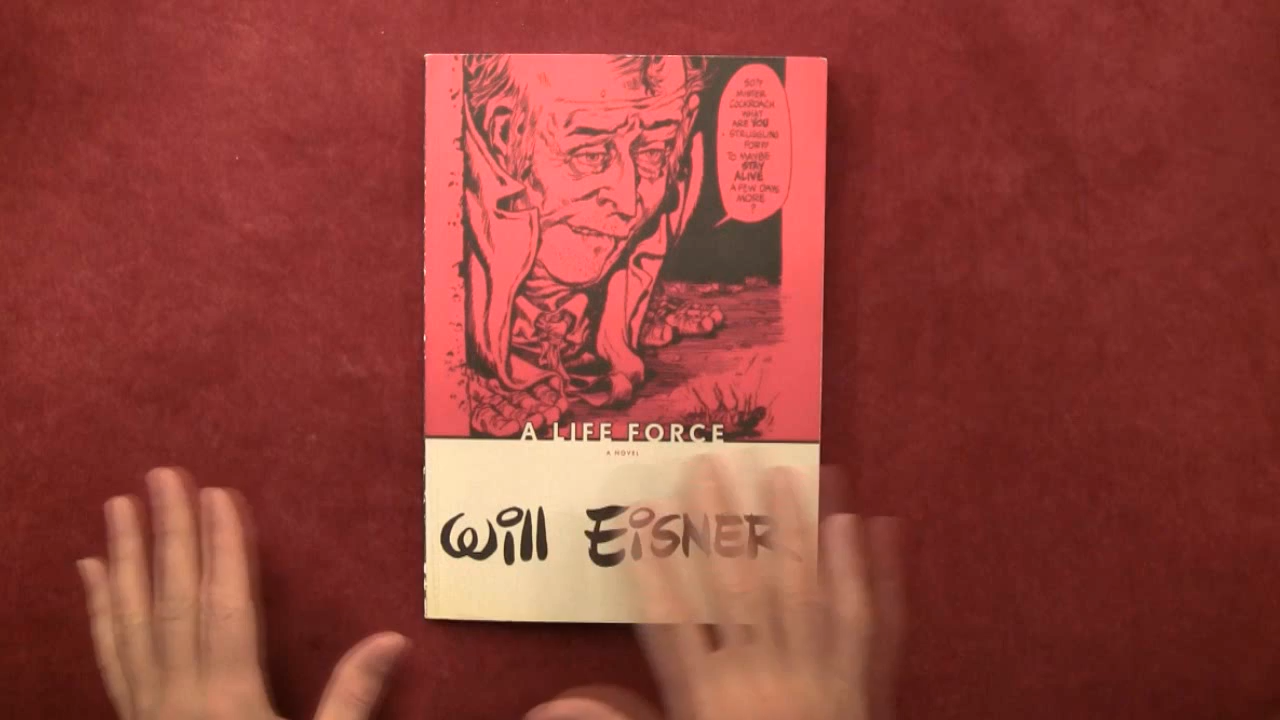 SO??
MISTER
COCKROACH
WHAT
ARE YOU
STRUGGLING
FOR??
TO MAYBE
STAY
ALIVE
A FEW DAYS
MORE
?
A LIFE FORCE
A NOVEL
Will EisNER